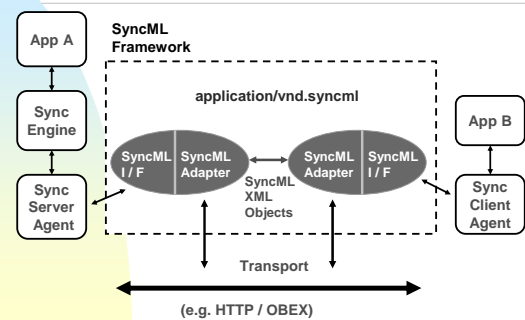 App A
Sync
Engine
Sync
Server
Agent
SyncML
Framework
application/vnd.syncml
SyncML
I / F
SyncML
Adapter
SyncML
XML
Objects
SyncML
Adapter
SyncML
I / F
App B
Sync
Client
Agent
Transport
(e.g. HTTP / OBEX)